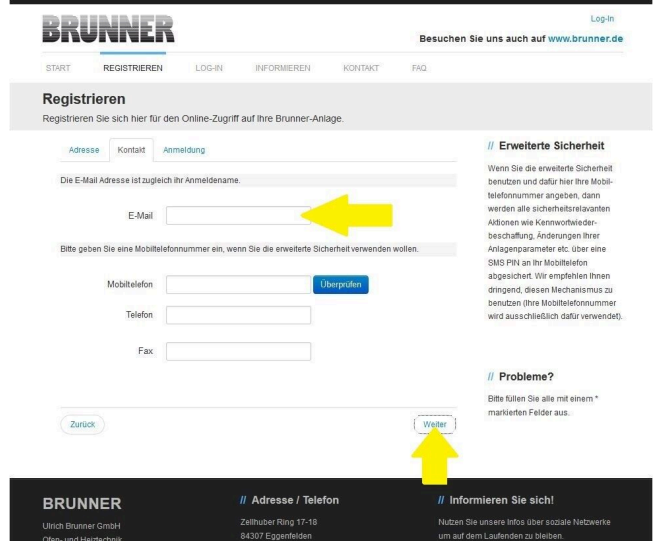 Log-In
BRUNNER
Besuchen Sie uns auch auf www.brunner.de
START REGISTRIEREN LOG-IN INFORMIEREN KONTAKT FAQ
Registrieren
Registrieren Sie sich hier für den Online-Zugriff auf Ihre Brunner-Anlage.
Adresse Kontakt Anmeldung
Die E-Mail Adresse ist zugleich ihr Anmeldename.
E-Mail
Bitte geben Sie eine Mobiltelefonnummer ein, wenn Sie die erweiterte Sicherheit verwenden wollen.
Mobiltelefon Überprüfen
Telefon
Fax
Zurück Weiter
// Erweiterte Sicherheit
Wenn Sie die erweiterte Sicherheit
benutzen und dafür hier Ihre Mobil-
telefonnummer angeben, dann
werden alle sicherheitsrelavanten
Aktionen wie Kennwortwieder-
beschaffung, Änderungen Ihrer
Anlagenparameter etc. über eine
SMS PIN an Ihr Mobiltelefon
abgesichert. Wir empfehlen Ihnen
dringend, diesen Mechanismus zu
benutzen (Ihre Mobiltelefonnummer
wird ausschließlich dafür verwendet).
// Probleme?
Bitte füllen Sie alle mit einem *
markierten Felder aus.
BRUNNER
Ulrich Brunner GmbH
Ofen- und Heiztechnik
// Adresse / Telefon
Zellhuber Ring 17-18
84307 Eggenfelden
// Informieren Sie sich!
Nutzen Sie unsere Infos über soziale Netzwerke
um auf dem Laufenden zu bleiben.